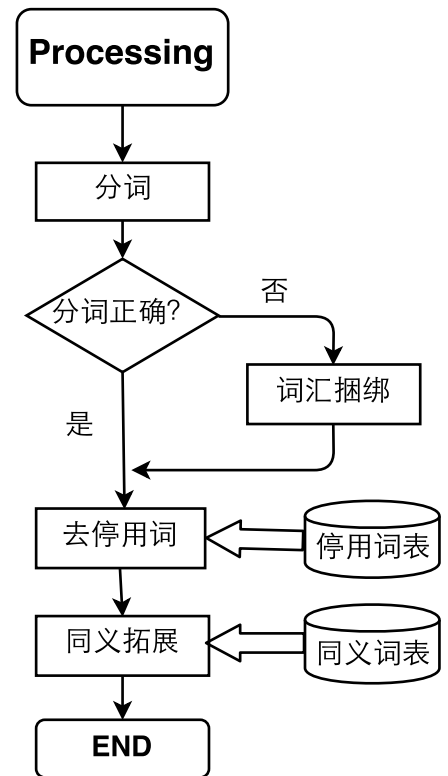 Processing
分词
分词正确?
否
词汇捆绑
是
去停用词
停用词表
同义拓展
同义词表
END